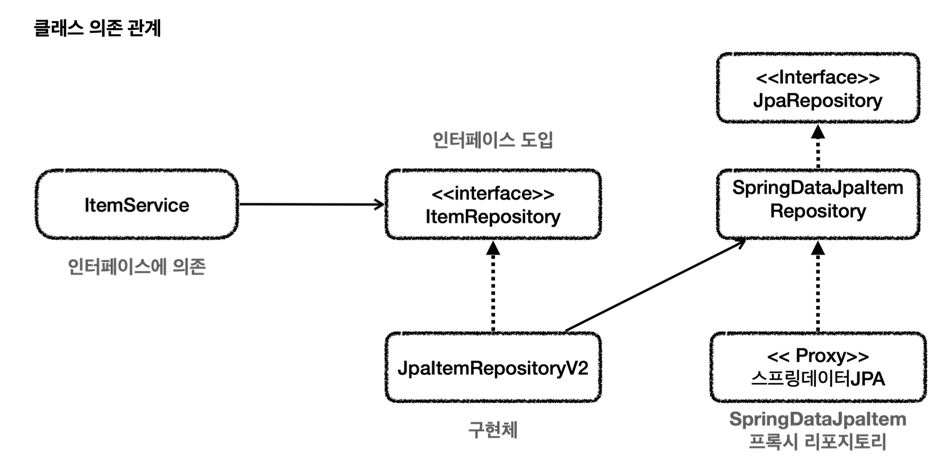 클래스 의존 관계
<<Interface>>
JpaRepository
인터페이스 도입
ItemService
<<interface>>
ItemRepository
SpringDataJpaItem
Repository
인터페이스에 의존
JpaItemRepositoryV2
<< Proxy>>
스프링데이터JPA
구현체
SpringDataJpaItem
프록시 리포지토리